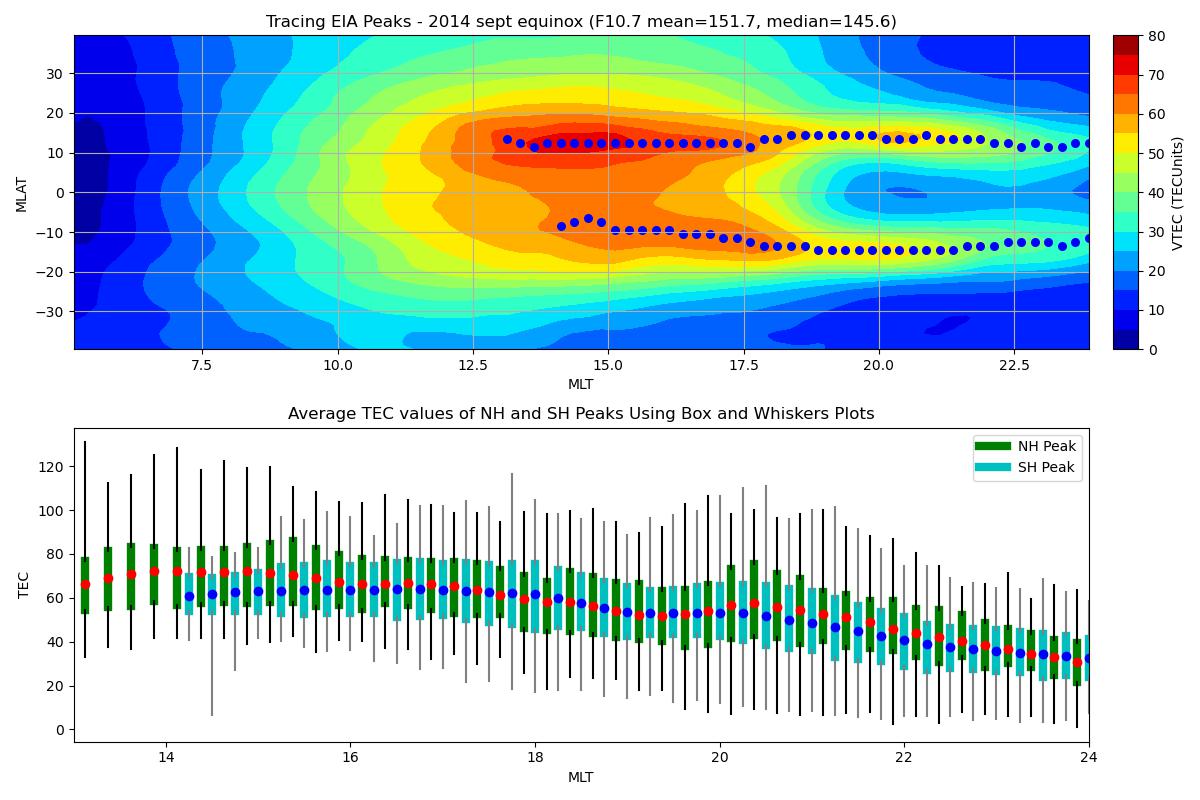 Tracing EIA Peaks - 2014 sept equinox (F10.7 mean=151.7, median=145.6)
MLAT
30
20
10
0
−10
−20
−30
7.5 10.0 12.5 15.0 17.5 20.0 22.5
MLT
80
70
60
50
40
30
20
10
0
VTEC (TECUnits)
Average TEC values of NH and SH Peaks Using Box and Whiskers Plots
NH Peak
SH Peak
TEC
120
100
80
60
40
20
0
14 16 18 20 22 24
MLT